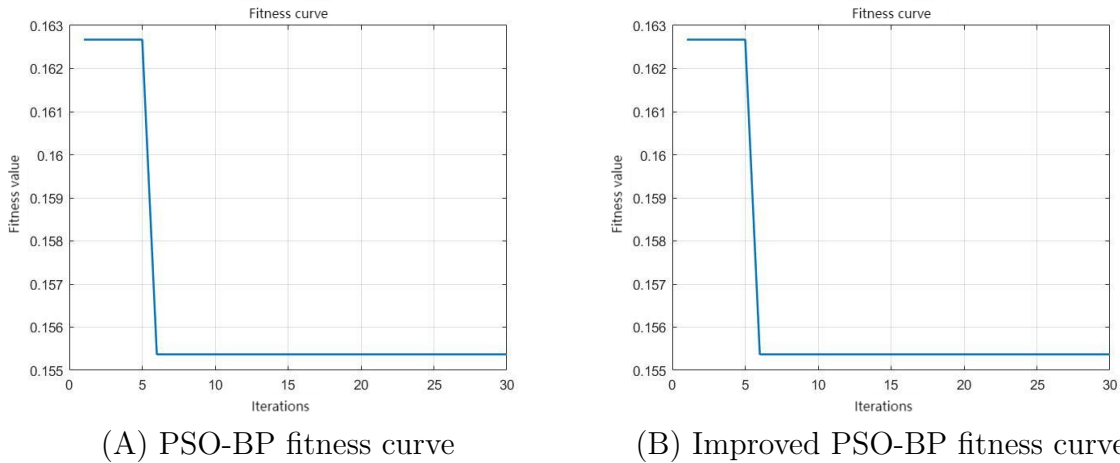 Fitness curve
0.163
0.162
0.161
0.16
0.159
0.158
0.157
0.156
0.155
Fitness value
0 5 10 15 20 25 30
Iterations
(A) PSO-BP fitness curve
Fitness curve
0.163
0.162
0.161
0.16
0.159
0.158
0.157
0.156
0.155
Fitness value
0 5 10 15 20 25 30
Iterations
(B) Improved PSO-BP fitness curve